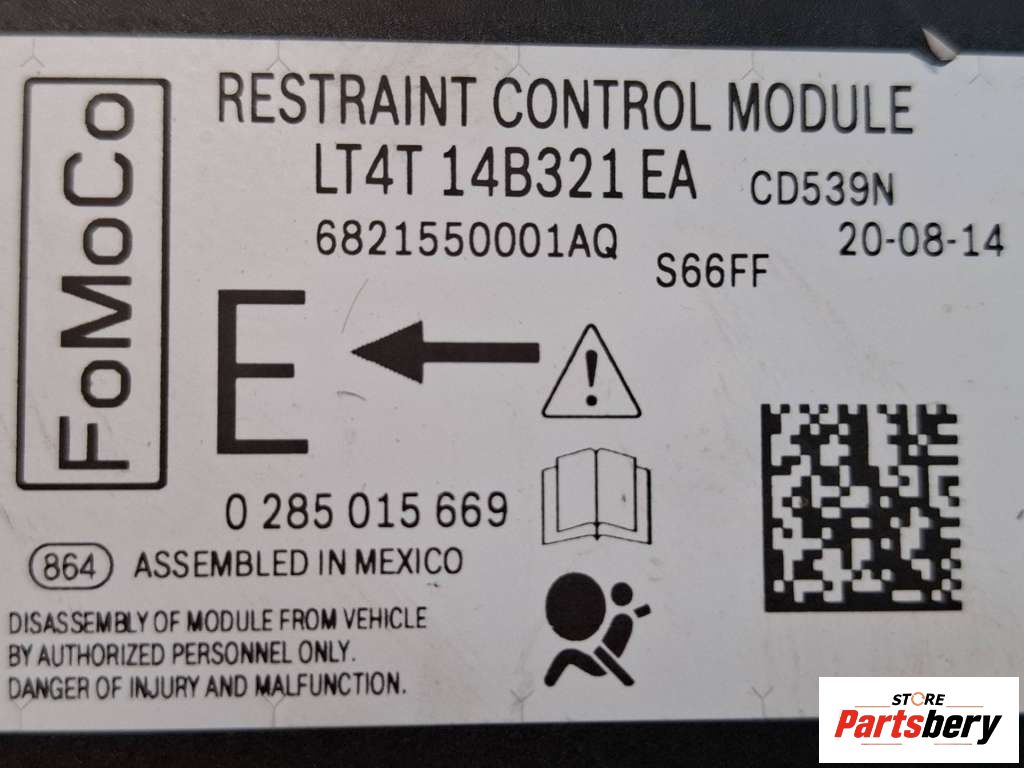 FoMoCo
RESTRAINT CONTROL MODULE
LT4T 14B321 EA CD539N
6821550001AQ 20-08-14
S66FF
E
0 285 015 669
864 ASSEMBLED IN MEXICO
DISASSEMBLY OF MODULE FROM VEHICLE
BY AUTHORIZED PERSONNEL ONLY.
DANGER OF INJURY AND MALFUNCTION.
STORE
Partsbery